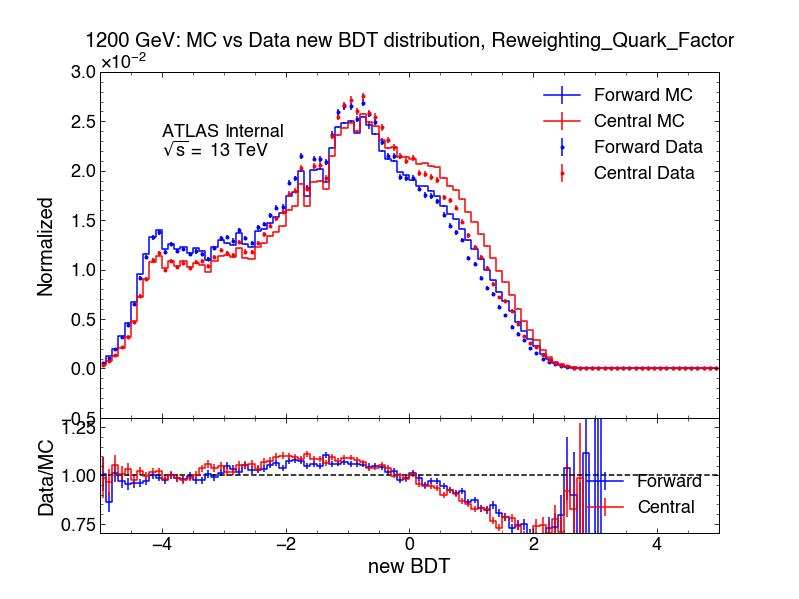 1200 GeV: MC vs Data new BDT distribution, Reweighting_Quark_Factor
×10⁻²
3.0
2.5
2.0
1.5
1.0
0.5
0.0
−0.5
Normalized
ATLAS Internal
√s = 13 TeV
Forward MC
Central MC
Forward Data
Central Data
1.25
1.00
0.75
Data/MC
Forward
Central
−4
−2
0
2
4
new BDT